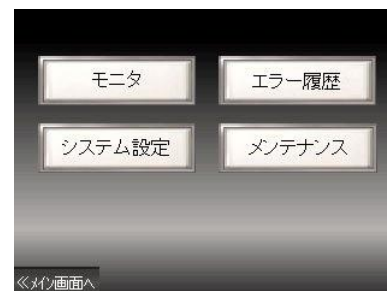 モニタ
エラー履歴
システム設定
メンテナンス
≪メイン画面へ